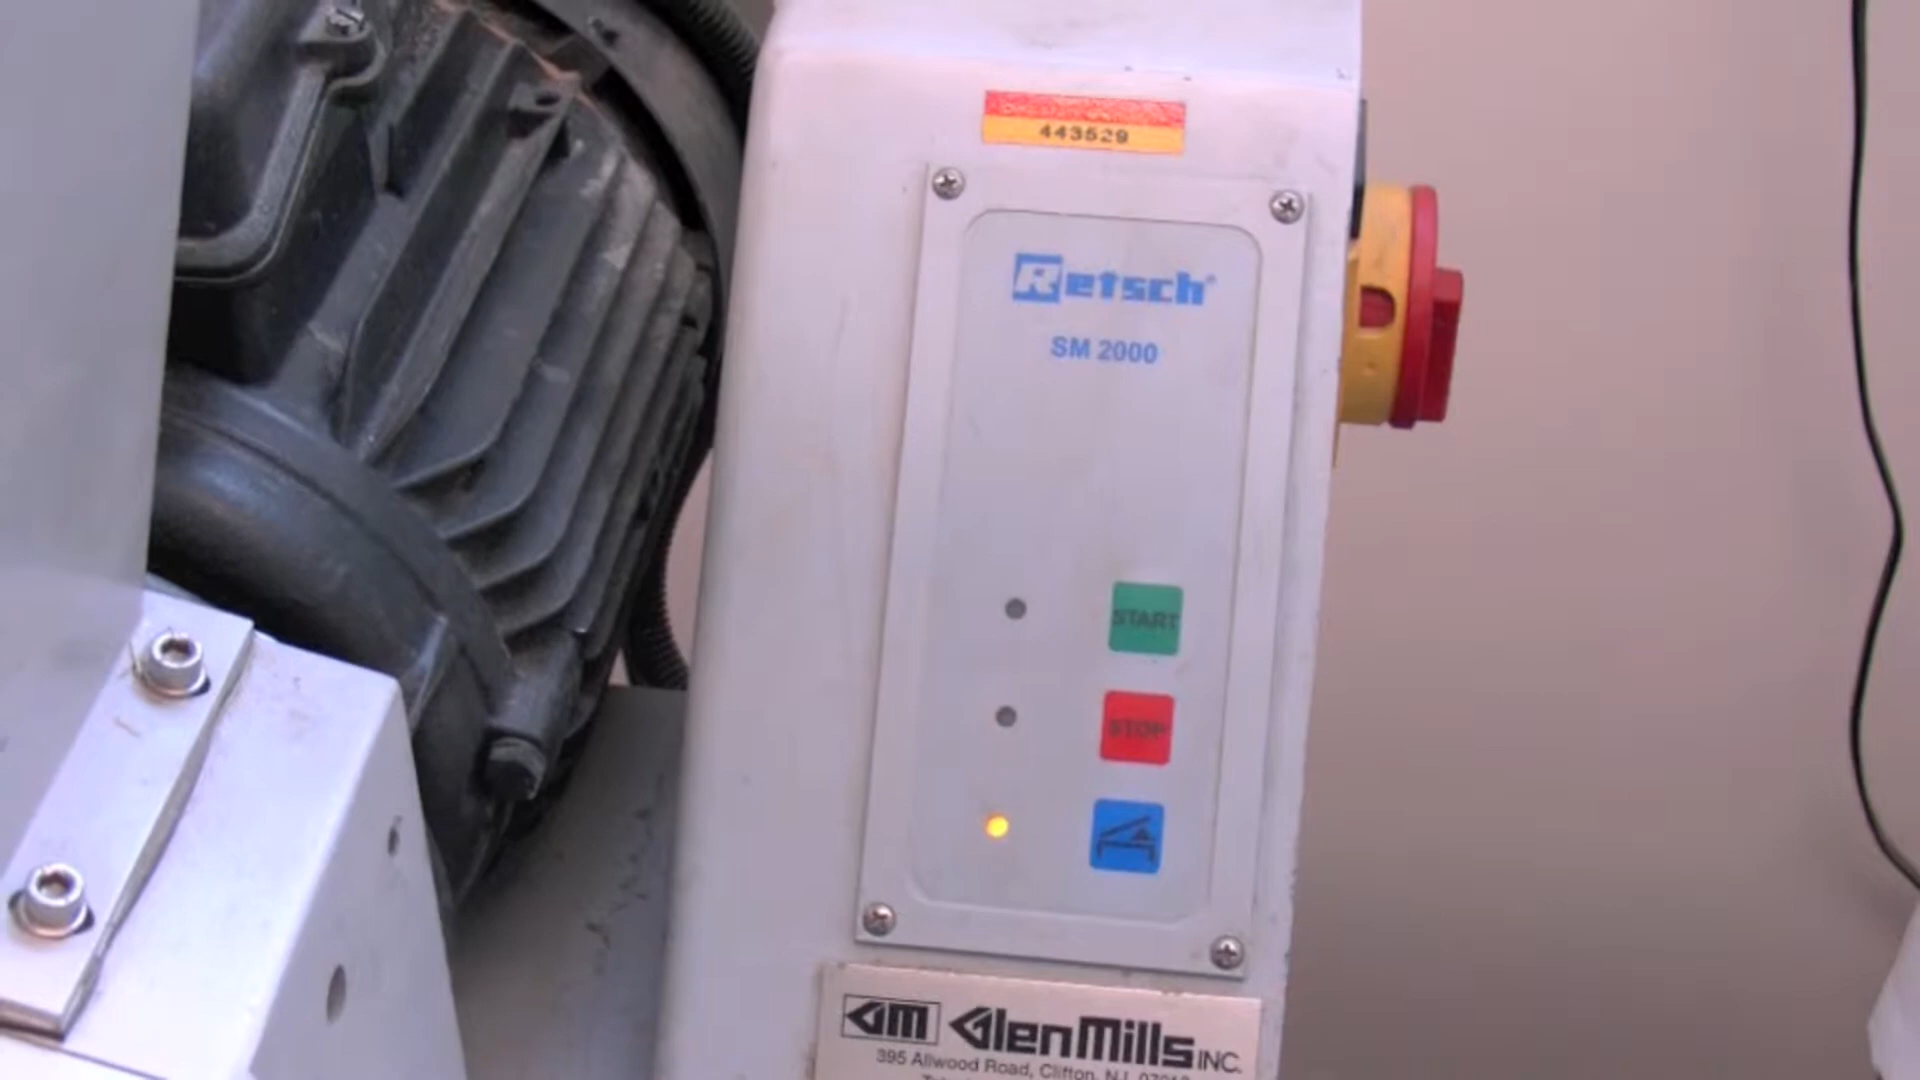 443529
Retsch®
SM 2000
START
STOP
GM GlenMills INC.
395 Allwood Road, Clifton, N.J.